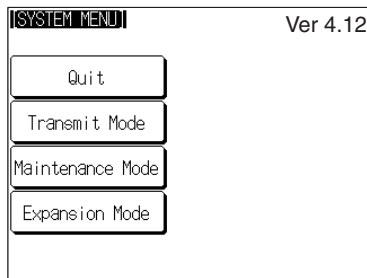 [SYSTEM MENU]
Ver 4.12
Quit
Transmit Mode
Maintenance Mode
Expansion Mode